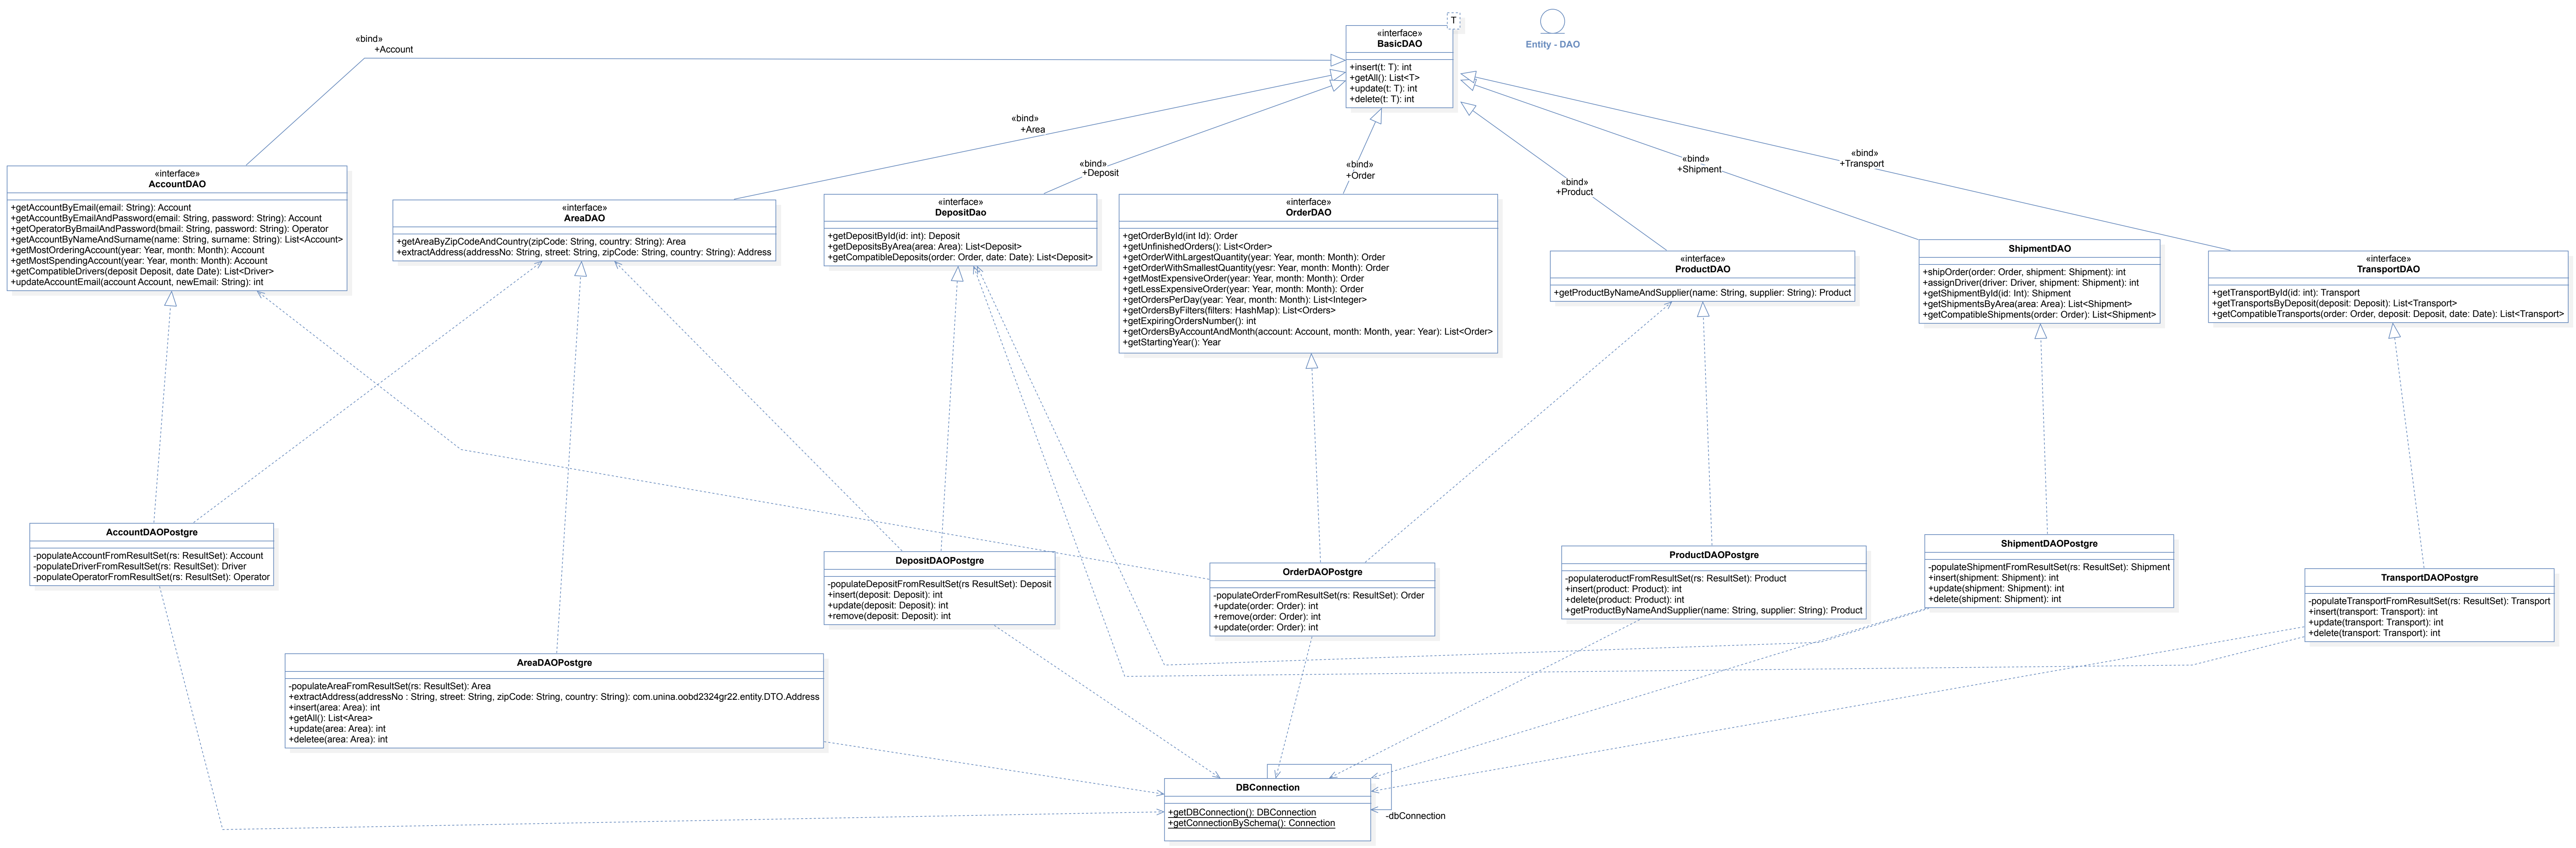 T
«interface»
BasicDAO
+insert(t: T): int
+getAll(): List<T>
+update(t: T): int
+delete(t: T): int
Entity - DAO
«bind»
+Account
«bind»
+Area
«bind»
+Deposit
«bind»
+Order
«bind»
+Product
«bind»
+Shipment
«bind»
+Transport
«interface»
AccountDAO
+getAccountByEmail(email: String): Account
+getAccountByEmailAndPassword(email: String, password: String): Account
+getOperatorByBmailAndPassword(bmail: String, password: String): Operator
+getAccountByNameAndSurname(name: String, surname: String): List<Account>
+getMostOrderingAccount(year: Year, month: Month): Account
+getMostSpendingAccount(year: Year, month: Month): Account
+getCompatibleDrivers(deposit Deposit, date Date): List<Driver>
+updateAccountEmail(account Account, newEmail: String): int
«interface»
AreaDAO
+getAreaByZipCodeAndCountry(zipCode: String, country: String): Area
+extractAddress(addressNo: String, street: String, zipCode: String, country: String): Address
«interface»
DepositDao
+getDepositById(id: int): Deposit
+getDepositsByArea(area: Area): List<Deposit>
+getCompatibleDeposits(order: Order, date: Date): List<Deposit>
«interface»
OrderDAO
+getOrderById(int Id): Order
+getUnfinishedOrders(): List<Order>
+getOrderWithLargestQuantity(year: Year, month: Month): Order
+getOrderWithSmallestQuantity(yesr: Year, month: Month): Order
+getMostExpensiveOrder(year: Year, month: Month): Order
+getLessExpensiveOrder(year: Year, month: Month): Order
+getOrdersPerDay(year: Year, month: Month): List<Integer>
+getOrdersByFilters(filters: HashMap): List<Orders>
+getExpiringOrdersNumber(): int
+getOrdersByAccountAndMonth(account: Account, month: Month, year: Year): List<Order>
+getStartingYear(): Year
«interface»
ProductDAO
+getProductByNameAndSupplier(name: String, supplier: String): Product
ShipmentDAO
+shipOrder(order: Order, shipment: Shipment): int
+assignDriver(driver: Driver, shipment: Shipment): int
+getShipmentById(id: Int): Shipment
+getShipmentsByArea(area: Area): List<Shipment>
+getCompatibleShipments(order: Order): List<Shipment>
«interface»
TransportDAO
+getTransportById(id: int): Transport
+getTransportsByDeposit(deposit: Deposit): List<Transport>
+getCompatibleTransports(order: Order, deposit: Deposit, date: Date): List<Transport>
AccountDAOPostgre
-populateAccountFromResultSet(rs: ResultSet): Account
-populateDriverFromResultSet(rs: ResultSet): Driver
-populateOperatorFromResultSet(rs: ResultSet): Operator
DepositDAOPostgre
-populateDepositFromResultSet(rs ResultSet): Deposit
+insert(deposit: Deposit): int
+update(deposit: Deposit): int
+remove(deposit: Deposit): int
OrderDAOPostgre
-populateOrderFromResultSet(rs: ResultSet): Order
+update(order: Order): int
+remove(order: Order): int
+update(order: Order): int
ProductDAOPostgre
-populateroductFromResultSet(rs: ResultSet): Product
+insert(product: Product): int
+delete(product: Product): int
+getProductByNameAndSupplier(name: String, supplier: String): Product
ShipmentDAOPostgre
-populateShipmentFromResultSet(rs: ResultSet): Shipment
+insert(shipment: Shipment): int
+update(shipment: Shipment): int
+delete(shipment: Shipment): int
TransportDAOPostgre
-populateTransportFromResultSet(rs: ResultSet): Transport
+insert(transport: Transport): int
+update(transport: Transport): int
+delete(transport: Transport): int
AreaDAOPostgre
-populateAreaFromResultSet(rs: ResultSet): Area
+extractAddress(addressNo : String, street: String, zipCode: String, country: String): com.unina.oobd2324gr22.entity.DTO.Address
+insert(area: Area): int
+getAll(): List<Area>
+update(area: Area): int
+deletee(area: Area): int
DBConnection
+getDBConnection(): DBConnection
+getConnectionBySchema(): Connection
-dbConnection